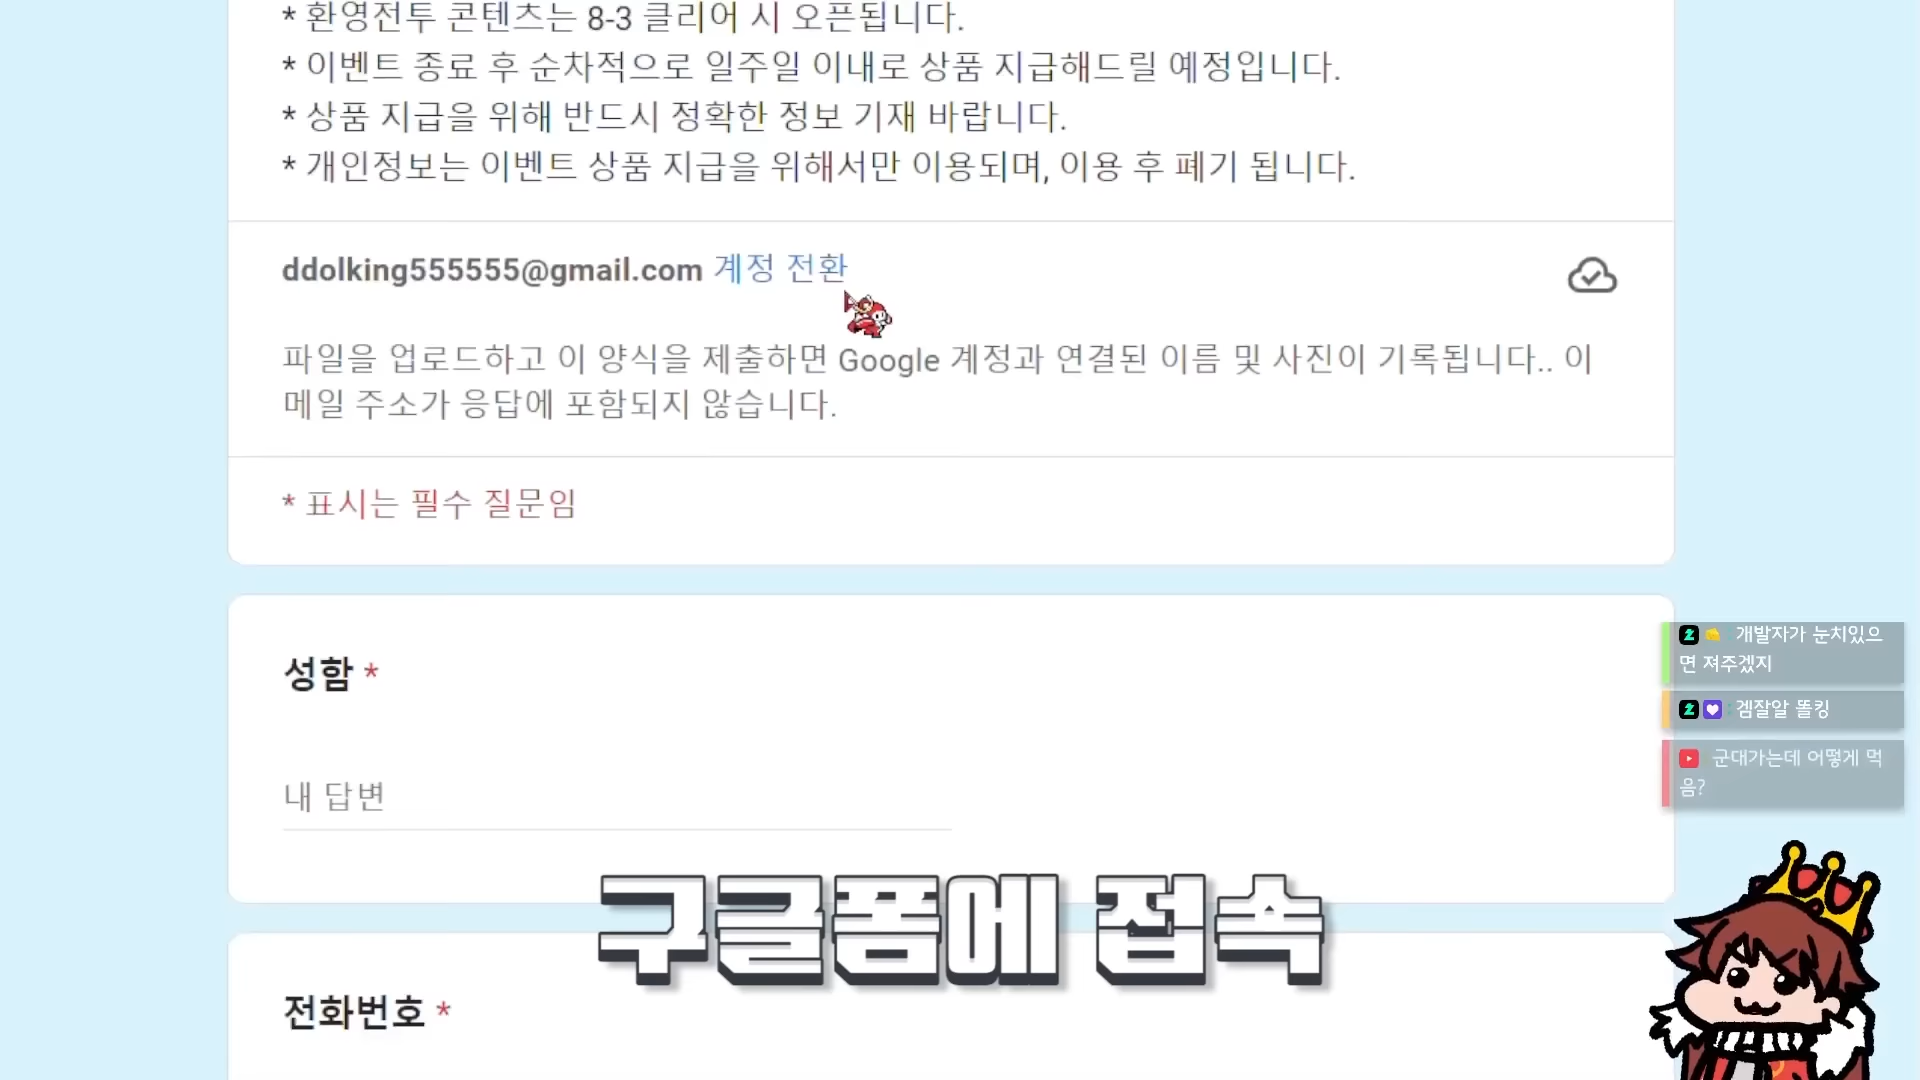 * 환영전투 콘텐츠는 8-3 클리어 시 오픈됩니다.
* 이벤트 종료 후 순차적으로 일주일 이내로 상품 지급해드릴 예정입니다.
* 상품 지급을 위해 반드시 정확한 정보 기재 바랍니다.
* 개인정보는 이벤트 상품 지급을 위해서만 이용되며, 이용 후 폐기 됩니다.
ddolking555555@gmail.com 계정 전환
파일을 업로드하고 이 양식을 제출하면 Google 계정과 연결된 이름 및 사진이 기록됩니다.. 이
메일 주소가 응답에 포함되지 않습니다.
* 표시는 필수 질문임
성함 *
내 답변
전화번호 *
구글폼에 접속
: 개발자가 눈치있으
면 져주겠지
: 겜잘알 똘킹
군대가는데 어떻게 먹
음?